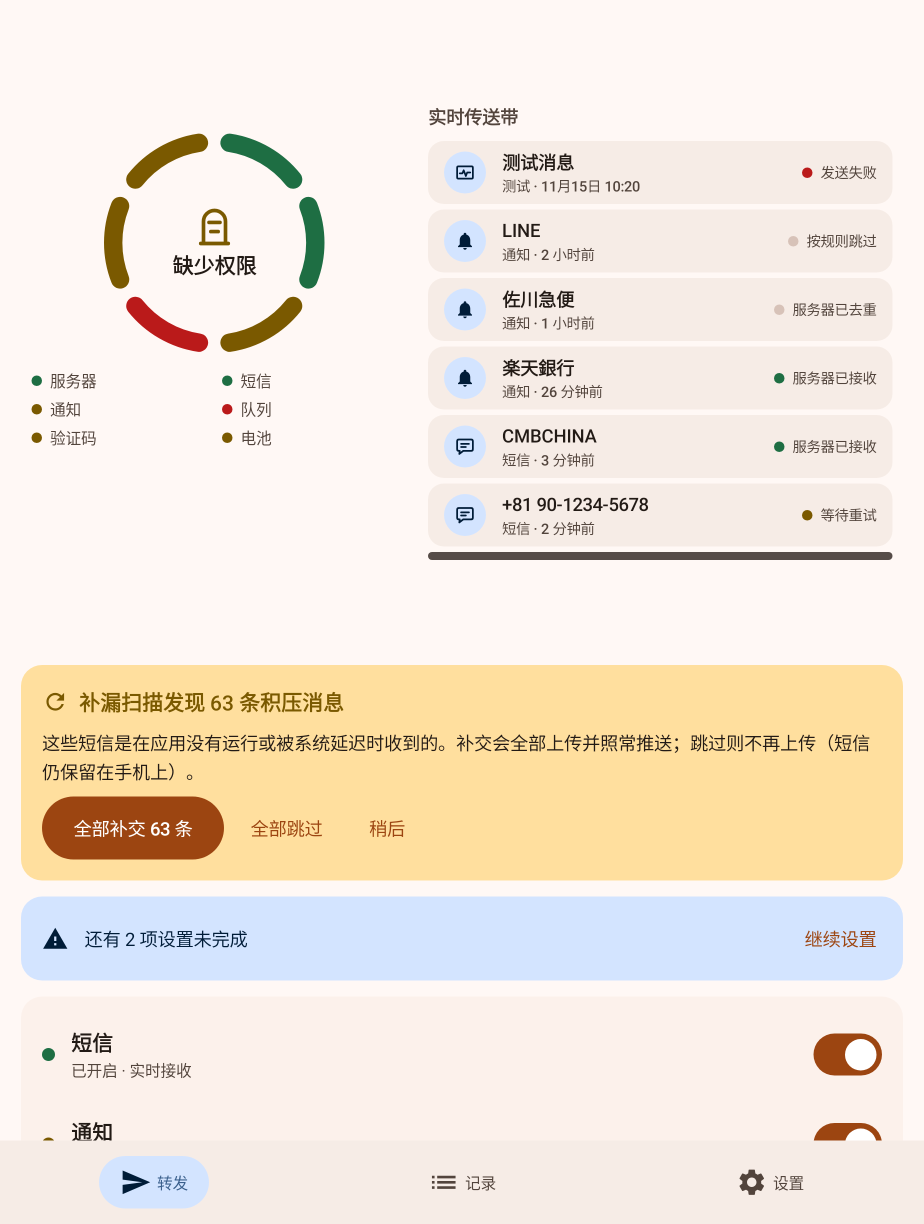 缺少权限
服务器
短信
通知
队列
验证码
电池
实时传送带
测试消息
测试 · 11月15日 10:20
发送失败
LINE
通知 · 2 小时前
按规则跳过
佐川急便
通知 · 1 小时前
服务器已去重
楽天銀行
通知 · 26 分钟前
服务器已接收
CMBCHINA
短信 · 3 分钟前
服务器已接收
+81 90-1234-5678
短信 · 2 分钟前
等待重试
补漏扫描发现 63 条积压消息
这些短信是在应用没有运行或被系统延迟时收到的。补交会全部上传并照常推送；跳过则不再上传（短信
仍保留在手机上）。
全部补交 63 条
全部跳过
稍后
还有 2 项设置未完成
继续设置
短信
已开启 · 实时接收
通知
转发
记录
设置